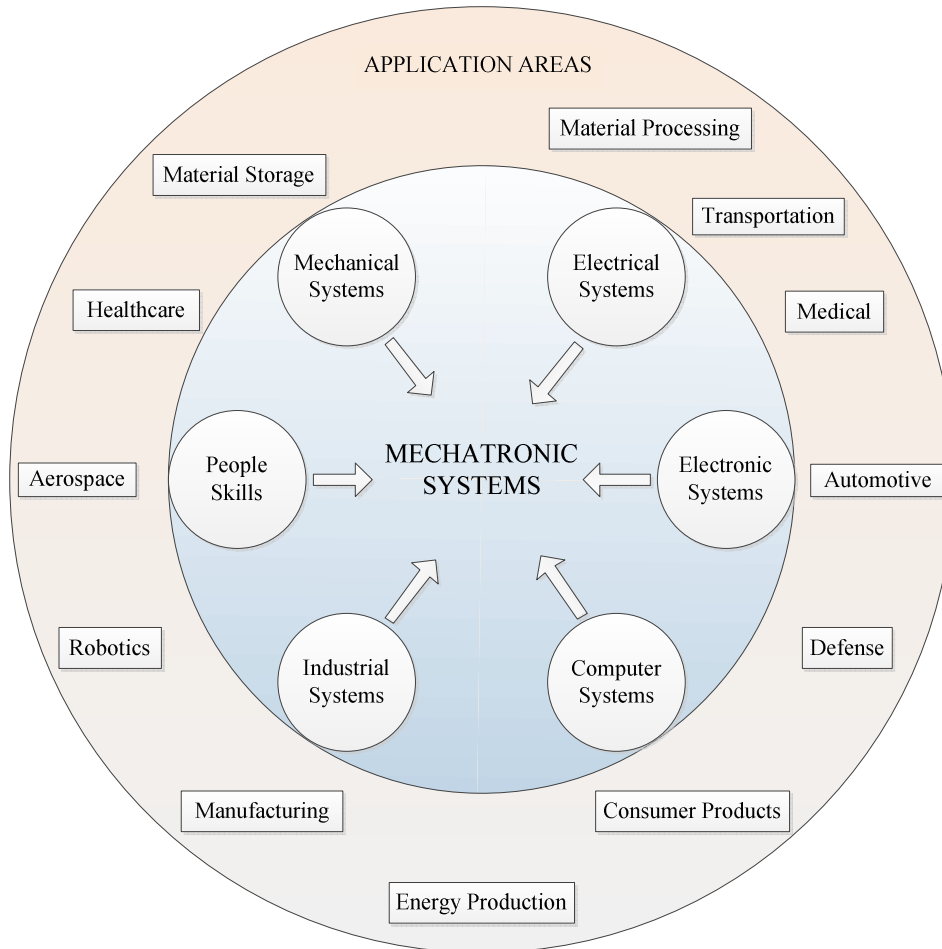 APPLICATION AREAS
Material Processing
Material Storage
Transportation
Mechanical
Systems
Electrical
Systems
Healthcare
Medical
MECHATRONIC
SYSTEMS
People
Skills
Electronic
Systems
Aerospace
Automotive
Robotics
Defense
Industrial
Systems
Computer
Systems
Manufacturing
Consumer Products
Energy Production